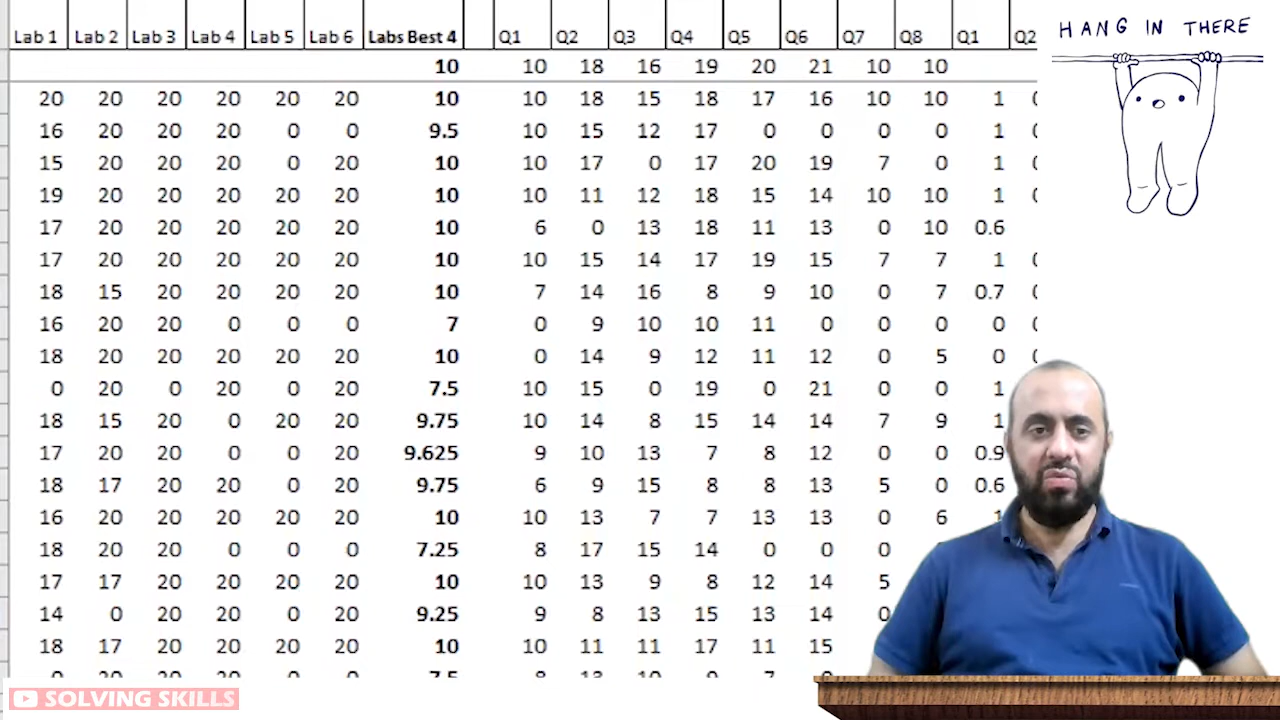 Lab 1 Lab 2 Lab 3 Lab 4 Lab 5 Lab 6 Labs Best 4 Q1 Q2 Q3 Q4 Q5 Q6 Q7 Q8 Q1 Q2
10 10 18 16 19 20 21 10 10
20 20 20 20 20 20 10 10 18 15 18 17 16 10 10 1
16 20 20 20 0 0 9.5 10 15 12 17 0 0 0 0 1
15 20 20 20 0 20 10 10 17 0 17 20 19 7 0 1
19 20 20 20 20 20 10 10 11 12 18 15 14 10 10 1
17 20 20 20 20 20 10 6 0 13 18 11 13 0 10 0.6
17 20 20 20 20 20 10 10 15 14 17 19 15 7 7 1
18 15 20 20 20 20 10 7 14 16 8 9 10 0 7 0.7
16 20 20 0 0 0 7 0 9 10 10 11 0 0 0 0
18 20 20 20 20 20 10 0 14 9 12 11 12 0 5 0
0 20 0 20 0 20 7.5 10 15 0 19 0 21 0 0 1
18 15 20 0 20 20 9.75 10 14 8 15 14 14 7 9 1
17 20 20 0 0 20 9.625 9 10 13 7 8 12 0 0 0.9
18 17 20 20 0 20 9.75 6 9 15 8 8 13 5 0 0.6
16 20 20 20 20 20 10 10 13 7 7 13 13 0 6
18 20 20 0 0 0 7.25 8 17 15 14 0 0 0
17 17 20 20 20 20 10 10 13 9 8 12 14 5
14 0 20 20 0 20 9.25 9 8 13 15 13 14 0
18 17 20 20 20 20 10 10 11 11 17 11 15
HANG IN THERE
SOLVING SKILLS